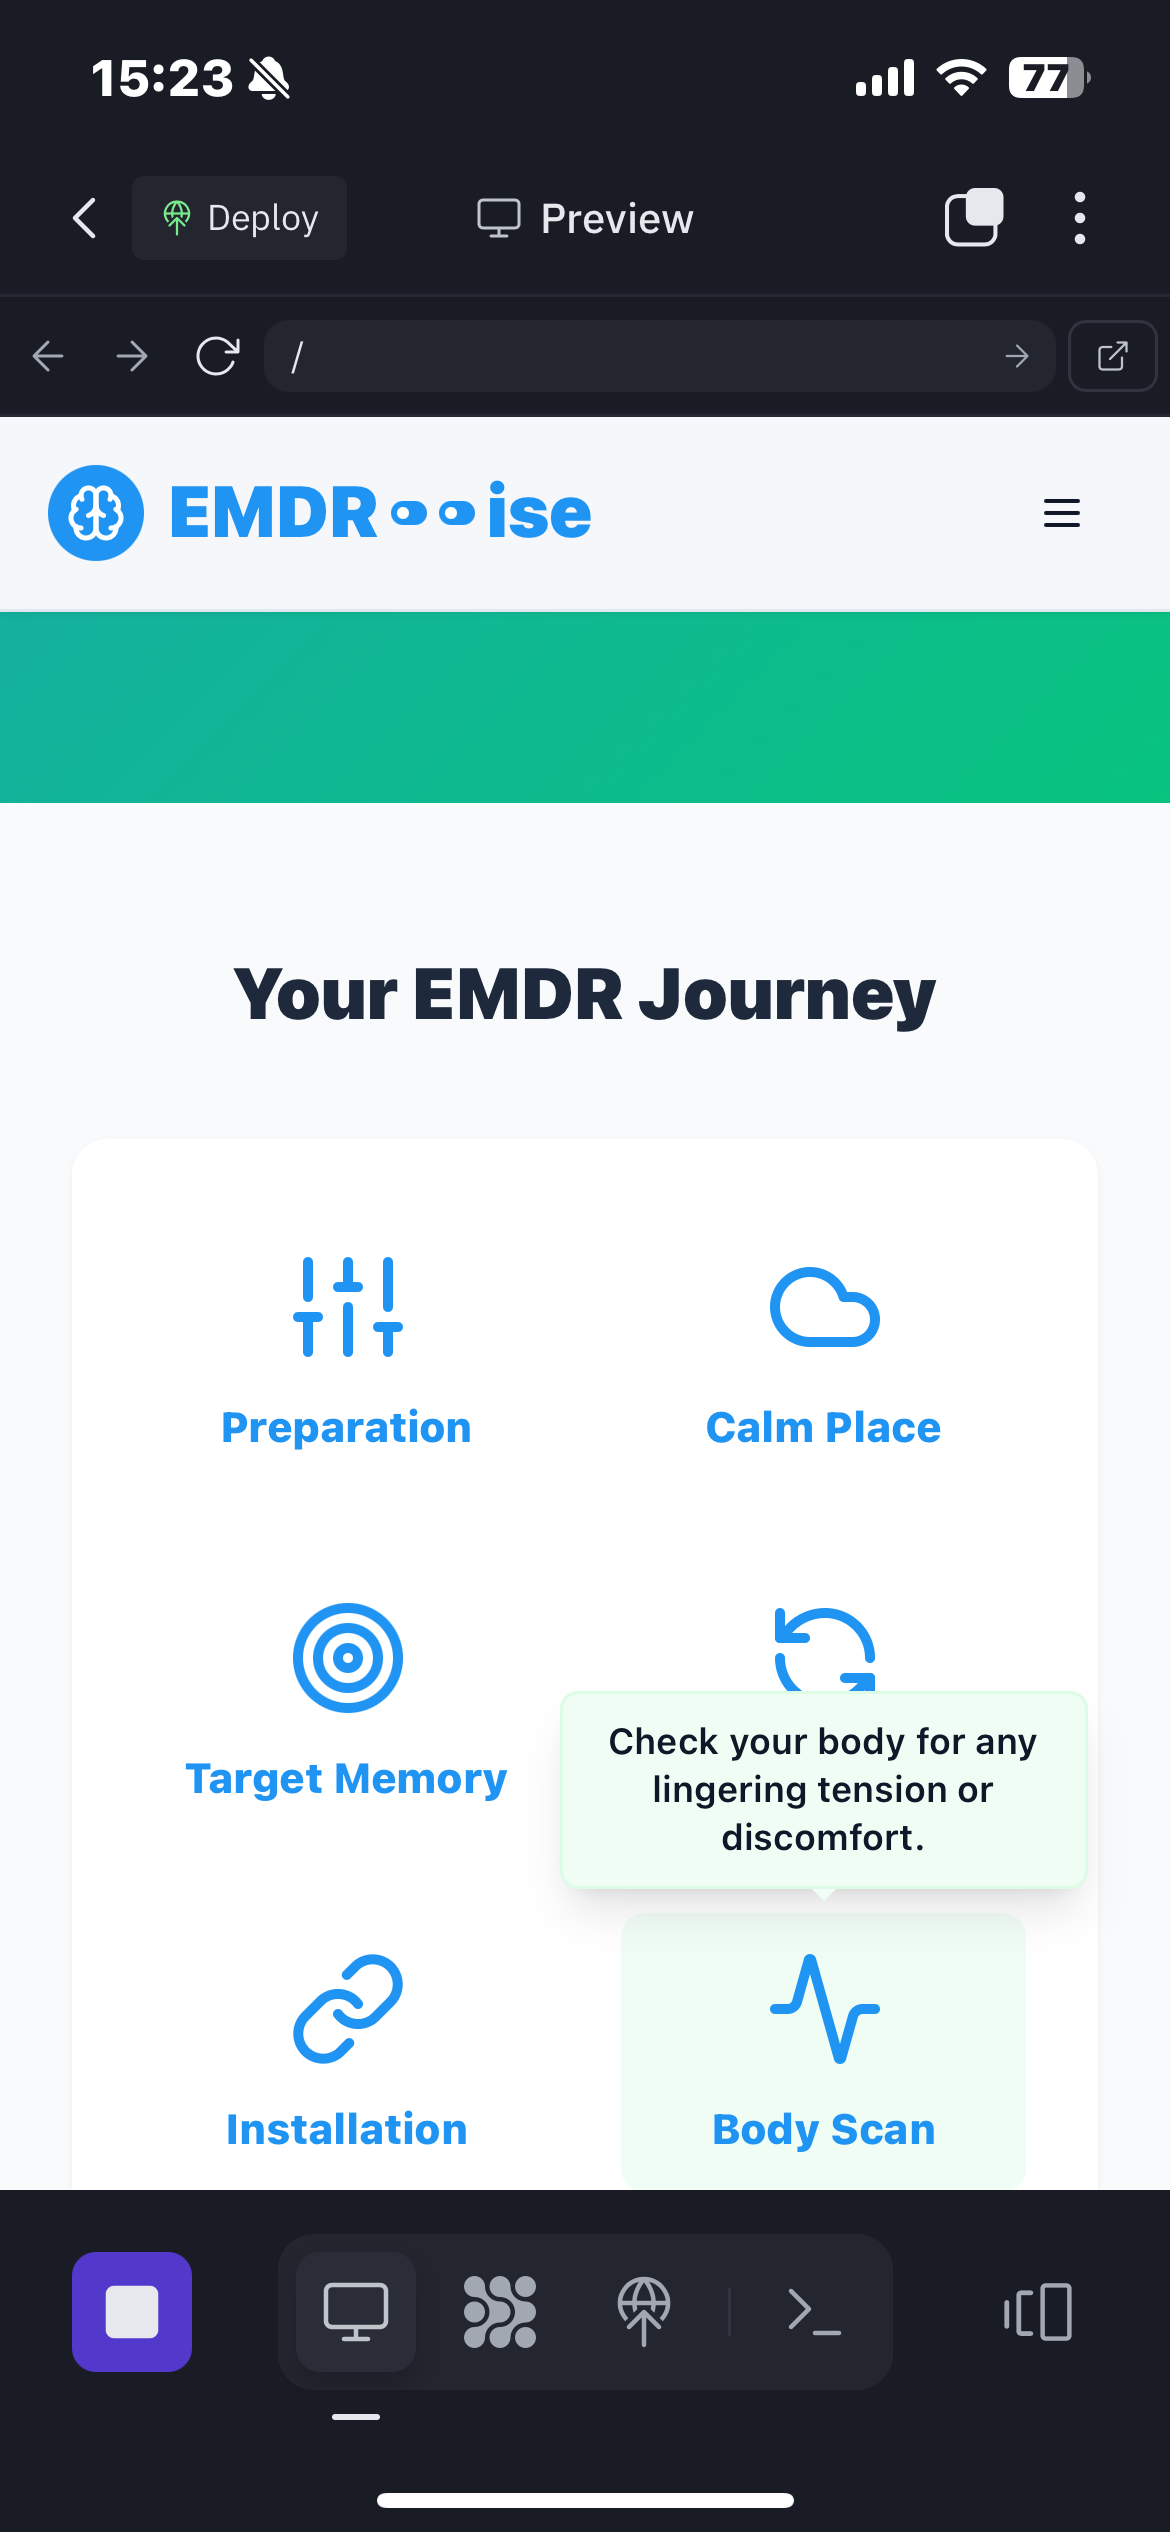 15:23
77
Deploy
Preview
/
EMDR ise
Your EMDR Journey
Preparation
Calm Place
Target Memory
Check your body for any
lingering tension or
discomfort.
Installation
Body Scan